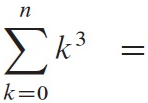 n
∑ k³ =
k=0